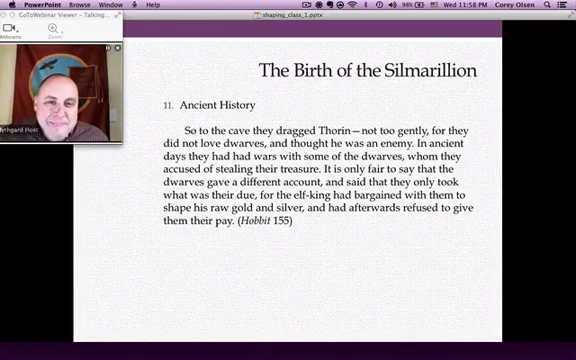 PowerPoint Browse Window Help 98% Wed 11:58 PM Corey Olsen
GoToWebinar Viewer - Talking...
shaping_class_1.pptx
Webcams Zoom
Mythgard Host
The Birth of the Silmarillion
11. Ancient History
So to the cave they dragged Thorin—not too gently, for they
did not love dwarves, and thought he was an enemy. In ancient
days they had had wars with some of the dwarves, whom they
accused of stealing their treasure. It is only fair to say that the
dwarves gave a different account, and said that they only took
what was their due, for the elf-king had bargained with them to
shape his raw gold and silver, and had afterwards refused to give
them their pay. (Hobbit 155)